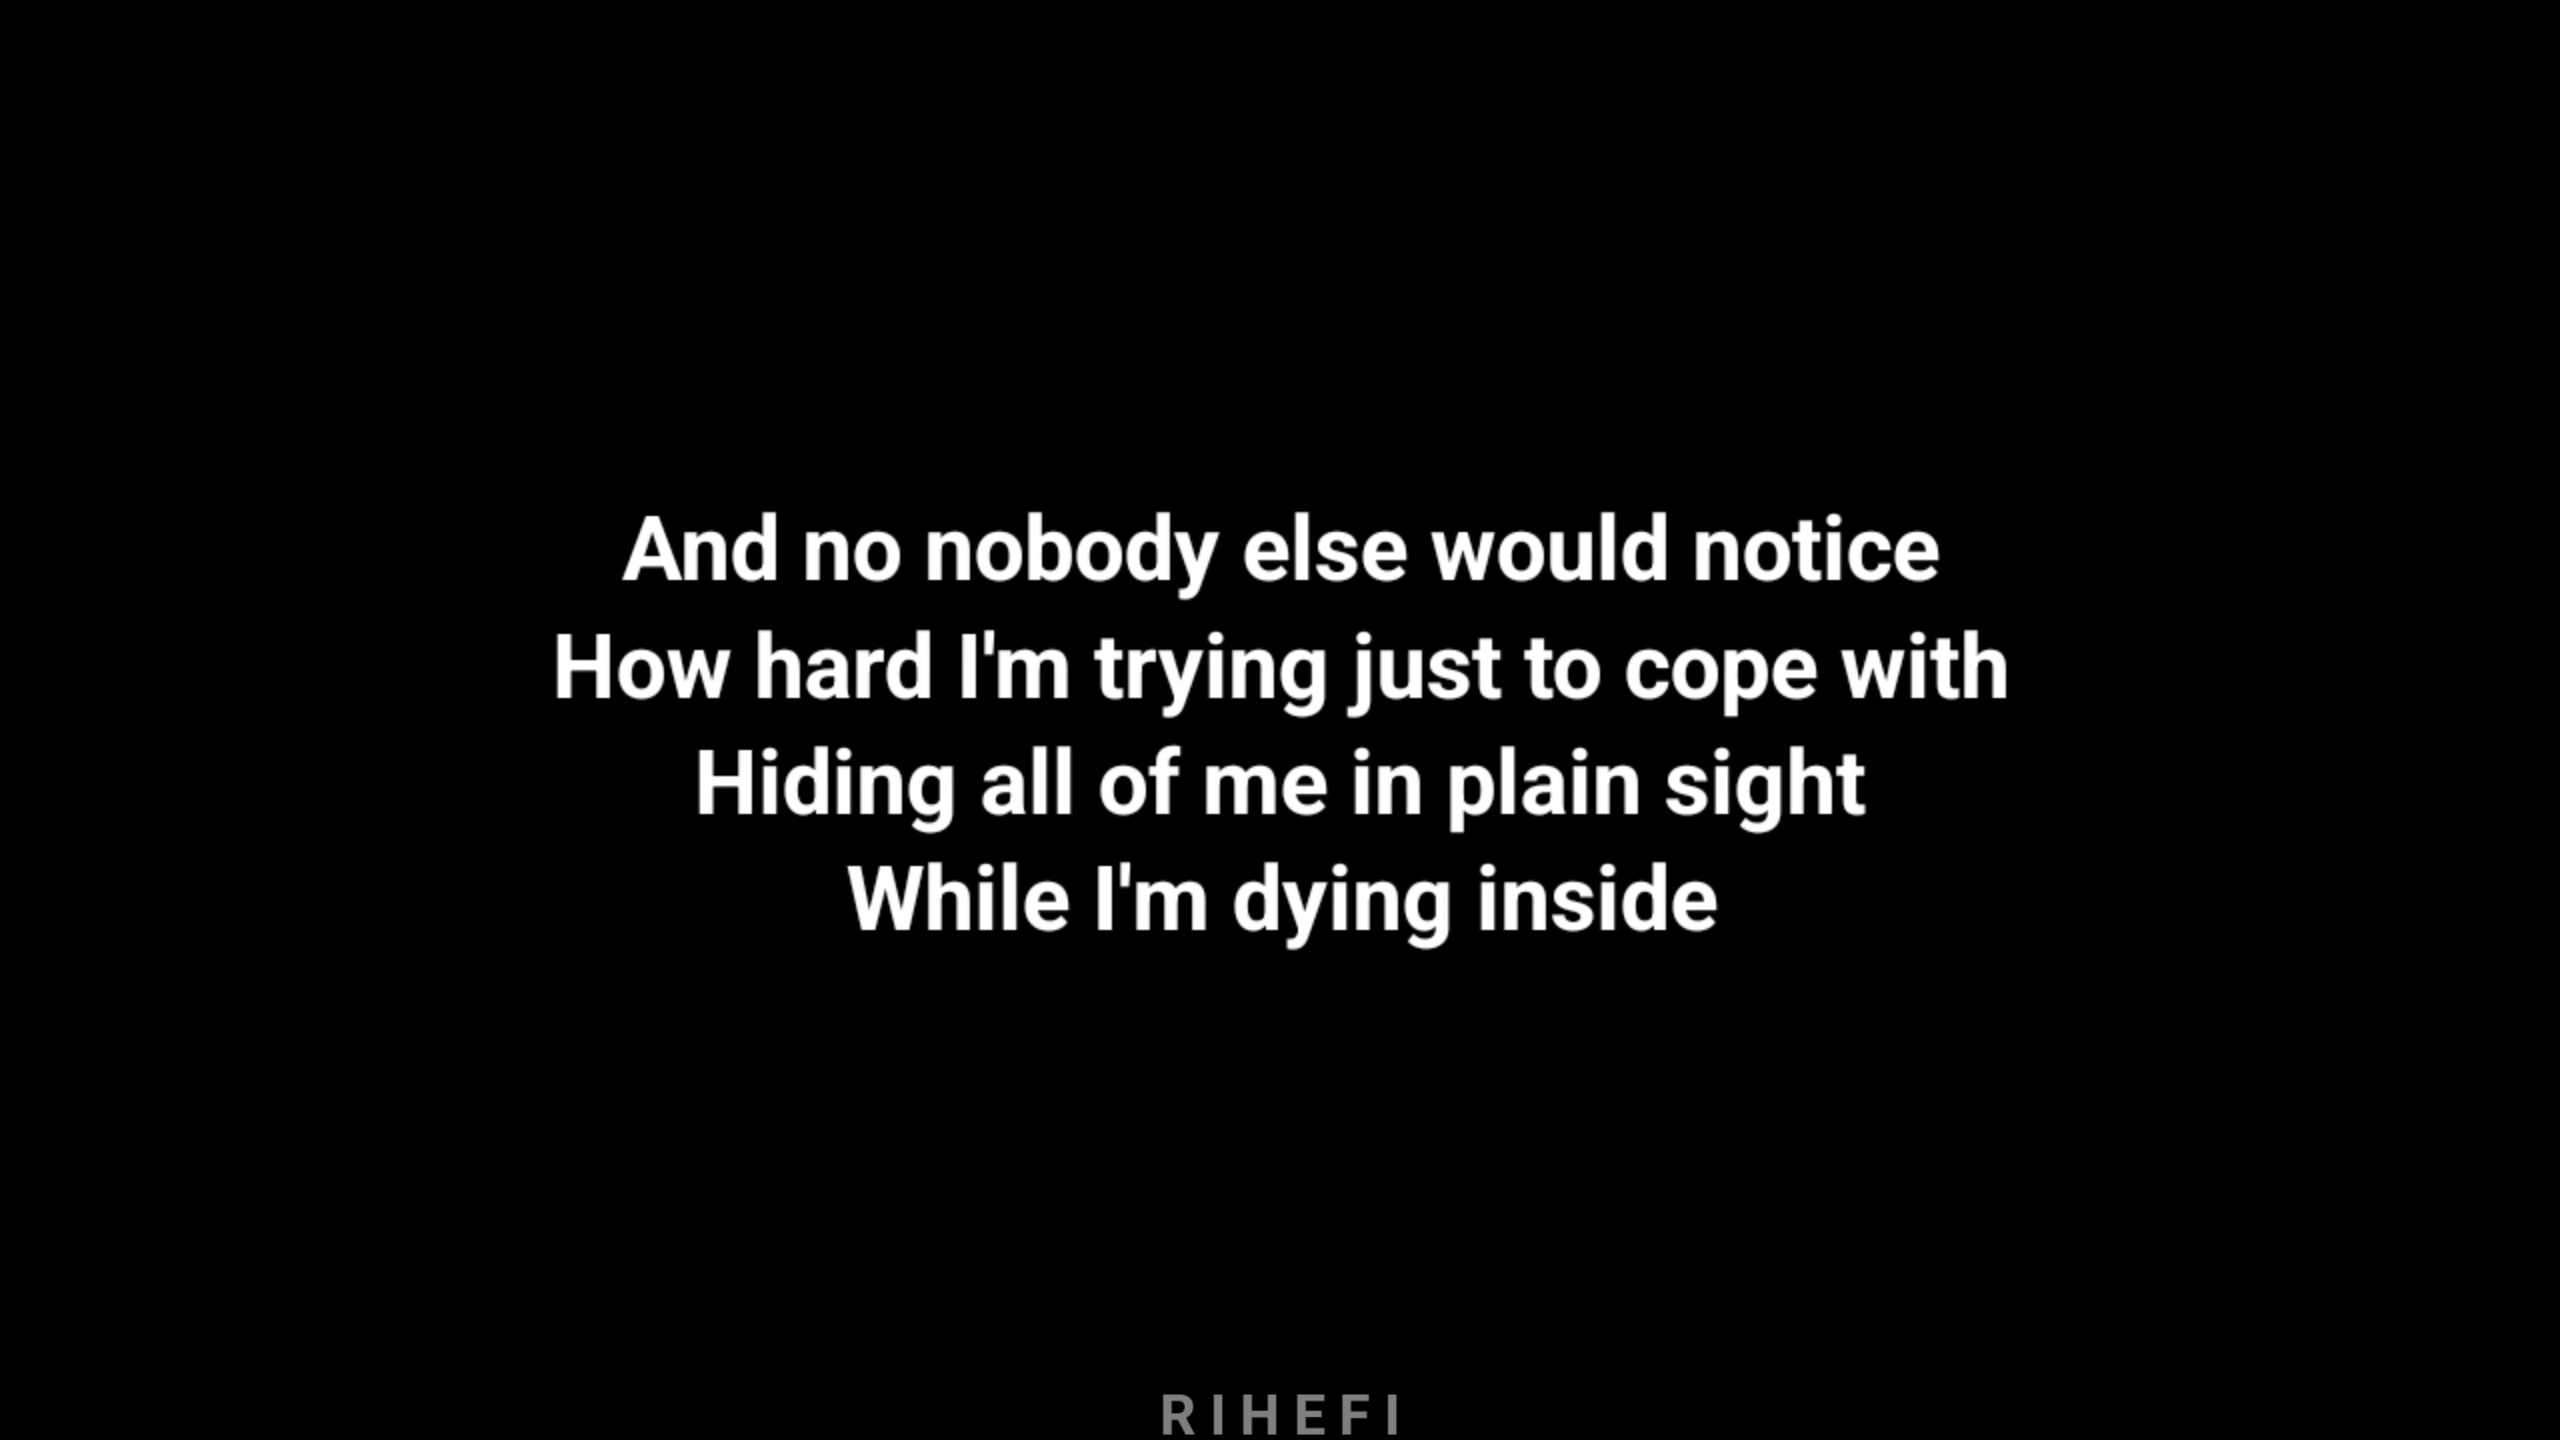 And no nobody else would notice
How hard I'm trying just to cope with
Hiding all of me in plain sight
While I'm dying inside
RIHEFI